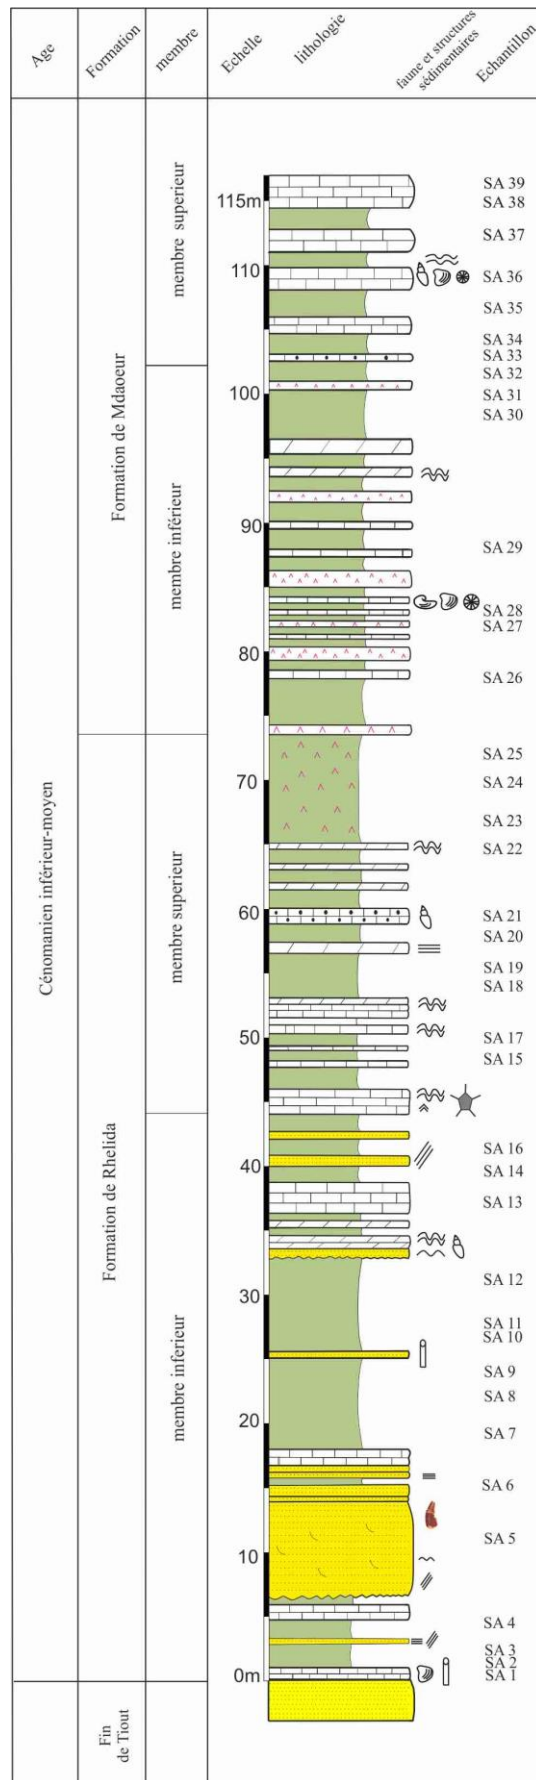 Age
Formation
membre
Echelle
lithologie
faune et structures
sédimentaires
Echantillon
Cénomanien inférieur-moyen
Formation de Mdaoeur
Formation de Rhelida
Fin
de Tiout
membre superieur
membre inférieur
membre superieur
membre inferieur
115m
110
100
90
80
70
60
50
40
30
20
10
0m
SA 39
SA 38
SA 37
SA 36
SA 35
SA 34
SA 33
SA 32
SA 31
SA 30
SA 29
SA 28
SA 27
SA 26
SA 25
SA 24
SA 23
SA 22
SA 21
SA 20
SA 19
SA 18
SA 17
SA 15
SA 16
SA 14
SA 13
SA 12
SA 11
SA 10
SA 9
SA 8
SA 7
SA 6
SA 5
SA 4
SA 3
SA 2
SA 1